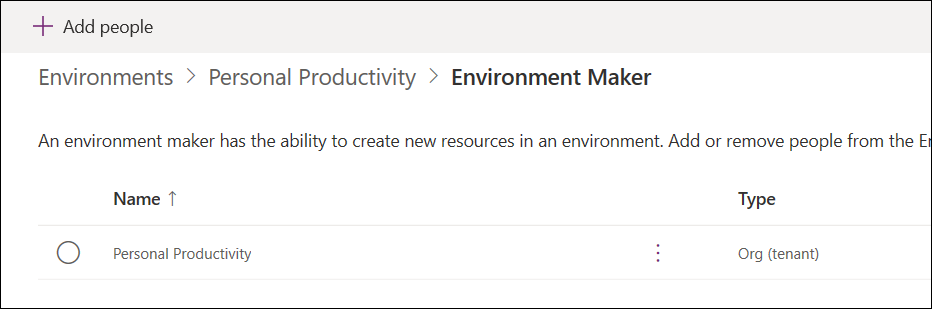 Add people
Environments > Personal Productivity > Environment Maker
An environment maker has the ability to create new resources in an environment. Add or remove people from the
Name ↑ Type
Personal Productivity Org (tenant)